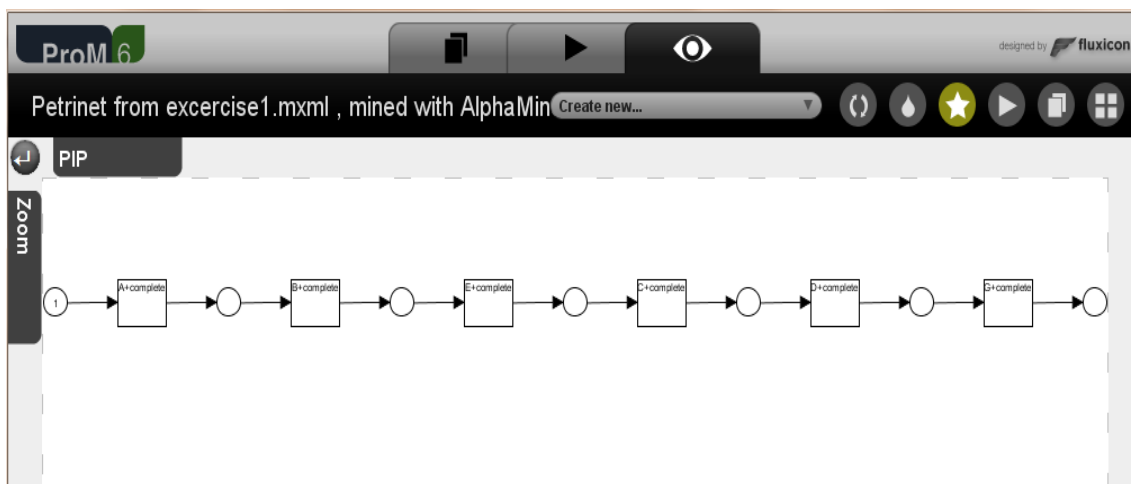 ProM 6
designed by fluxicon
Petrinet from excercise1.mxml , mined with AlphaMin
Create new...
PIP
Zoom
1
A+complete
B+complete
E+complete
C+complete
D+complete
G+complete